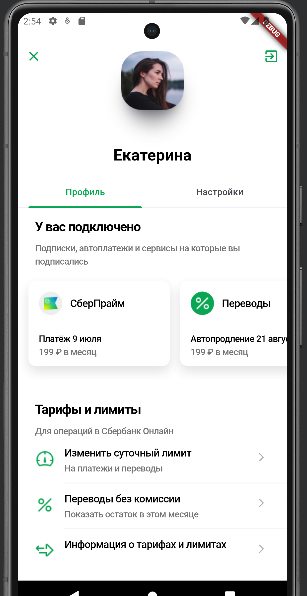 2:54
DEBUG
Екатерина
Профиль
Настройки
У вас подключено
Подписки, автоплатежи и сервисы на которые вы
подписались
СберПрайм
Переводы
Платёж 9 июля
Автопродление 21 авгу
199 ₽ в месяц
199 ₽ в месяц
Тарифы и лимиты
Для операций в Сбербанк Онлайн
Изменить суточный лимит
На платежи и переводы
Переводы без комиссии
Показать остаток в этом месяце
Информация о тарифах и лимитах